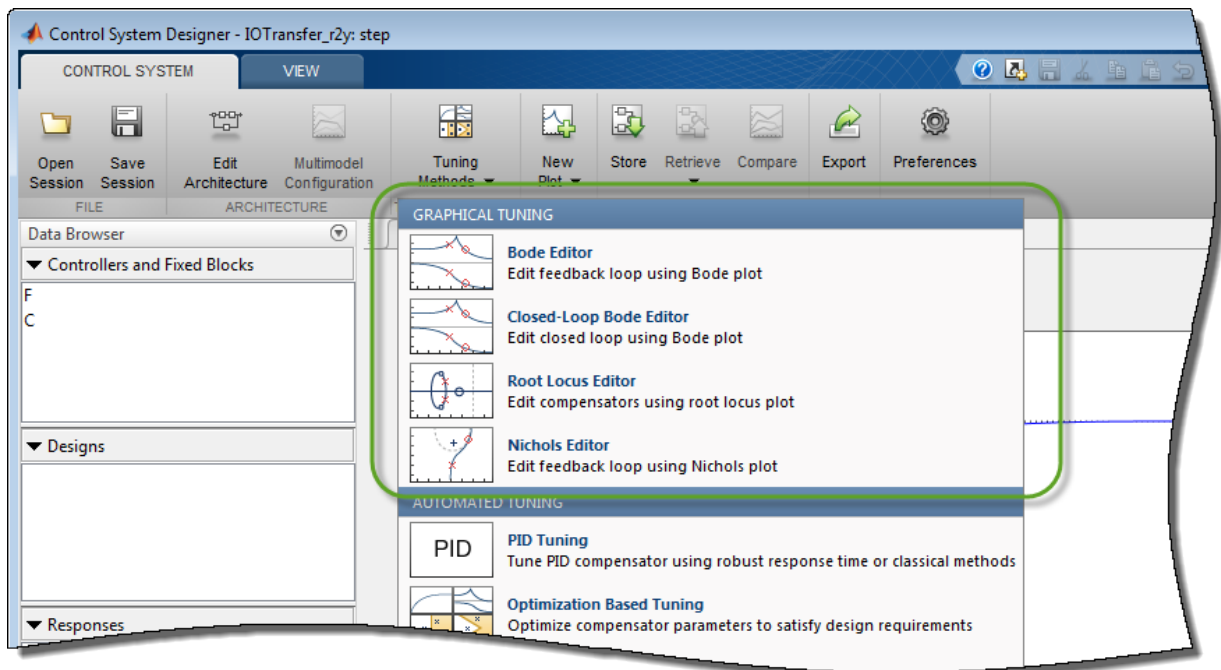 Control System Designer - IOTransfer_r2y: step
CONTROL SYSTEM
VIEW
Open Session
Save Session
Edit Architecture
Multimodel Configuration
Tuning Methods
New Plot
Store
Retrieve
Compare
Export
Preferences
FILE
ARCHITECTURE
Data Browser
Controllers and Fixed Blocks
F
C
Designs
Responses
GRAPHICAL TUNING
Bode Editor
Edit feedback loop using Bode plot
Closed-Loop Bode Editor
Edit closed loop using Bode plot
Root Locus Editor
Edit compensators using root locus plot
Nichols Editor
Edit feedback loop using Nichols plot
AUTOMATED TUNING
PID
PID Tuning
Tune PID compensator using robust response time or classical methods
Optimization Based Tuning
Optimize compensator parameters to satisfy design requirements